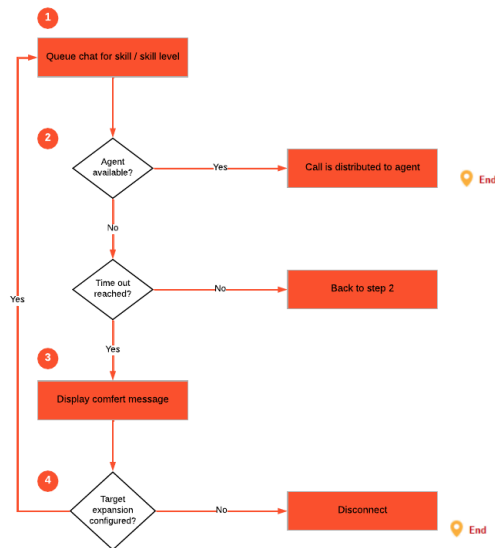 1
Queue chat for skill / skill level
2
Agent
available?
Yes
Call is distributed to agent
End
No
Time out
reached?
No
Back to step 2
Yes
Yes
3
Display comfert message
4
Target
expansion
configured?
No
Disconnect
End